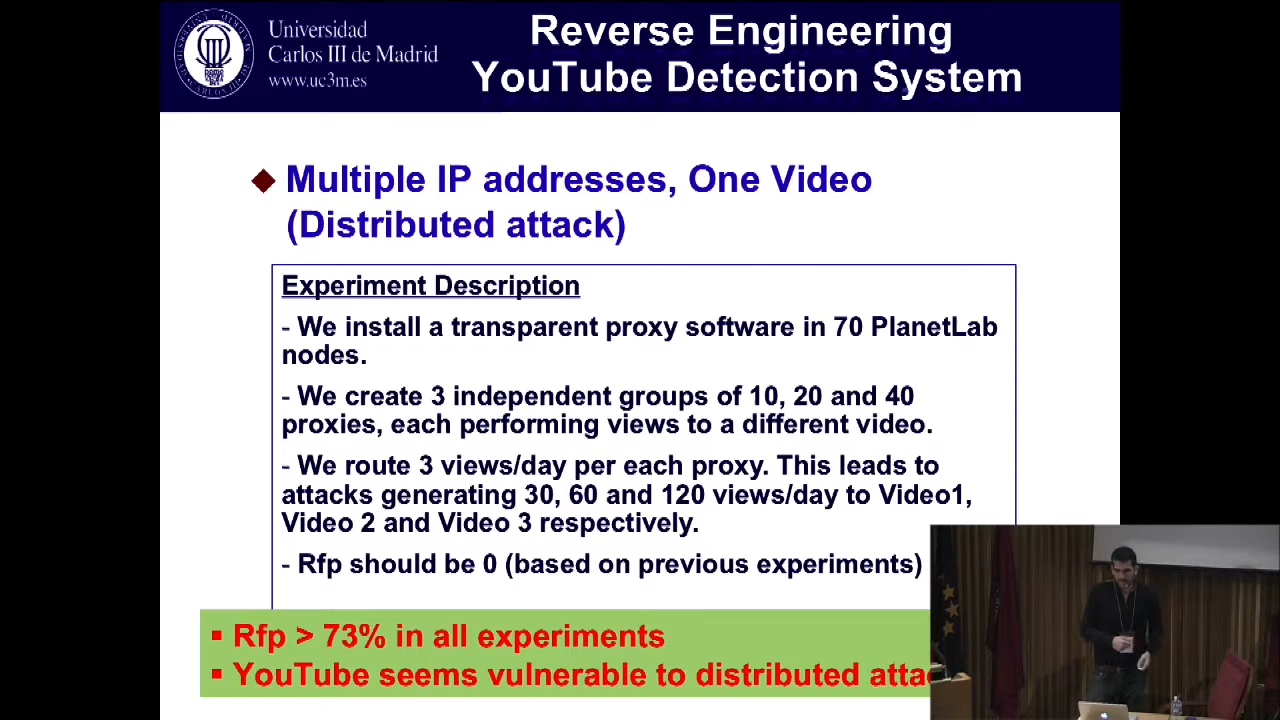 Universidad
Carlos III de Madrid
www.uc3m.es
Reverse Engineering
YouTube Detection System
Multiple IP addresses, One Video
(Distributed attack)
Experiment Description
- We install a transparent proxy software in 70 PlanetLab
nodes.
- We create 3 independent groups of 10, 20 and 40
proxies, each performing views to a different video.
- We route 3 views/day per each proxy. This leads to
attacks generating 30, 60 and 120 views/day to Video1,
Video 2 and Video 3 respectively.
- Rfp should be 0 (based on previous experiments)
▪ Rfp > 73% in all experiments
▪ YouTube seems vulnerable to distributed